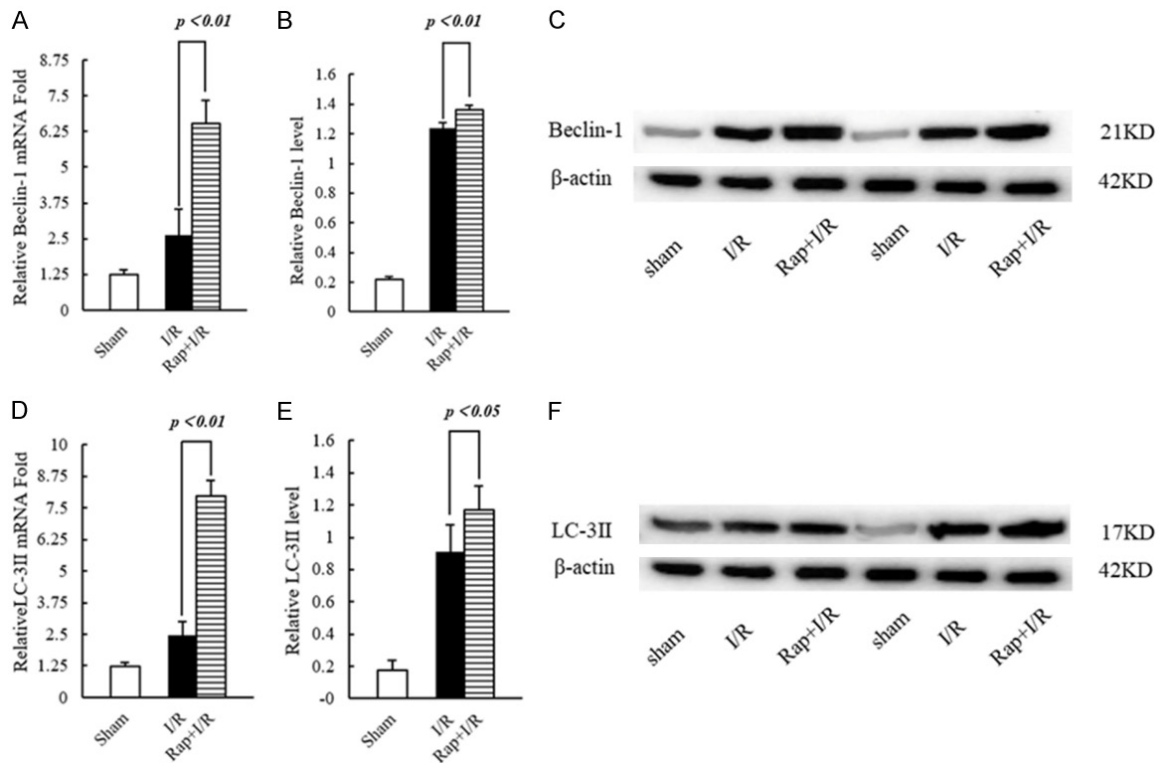 A
p <0.01
Relative Beclin-1 mRNA Fold
8.75
7.5
6.25
5
3.75
2.5
1.25
0
Sham
I/R
Rap+I/R
B
p <0.01
Relative Beclin-1 level
1.6
1.4
1.2
1
0.8
0.6
0.4
0.2
0
Sham
I/R
Rap+I/R
C
Beclin-1
21KD
β-actin
42KD
sham
I/R
Rap+I/R
sham
I/R
Rap+I/R
D
p <0.01
RelativeLC-3II mRNA Fold
10
8.75
7.5
6.25
5
3.75
2.5
1.25
0
Sham
I/R
Rap+I/R
E
p <0.05
Relative LC-3II level
1.6
1.4
1.2
1
0.8
0.6
0.4
0.2
-0
Sham
I/R
Rap+I/R
F
LC-3II
17KD
β-actin
42KD
sham
I/R
Rap+I/R
sham
I/R
Rap+I/R